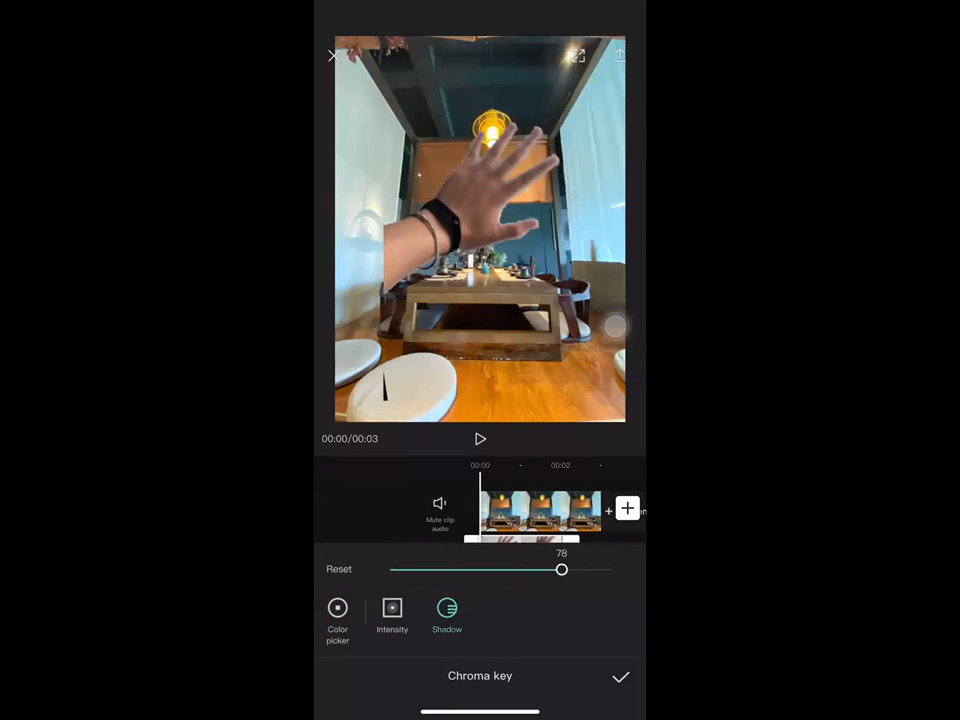 00:00/00:03
00:00
00:02
Mute clip
audio
78
Reset
Color
picker
Intensity
Shadow
Chroma key